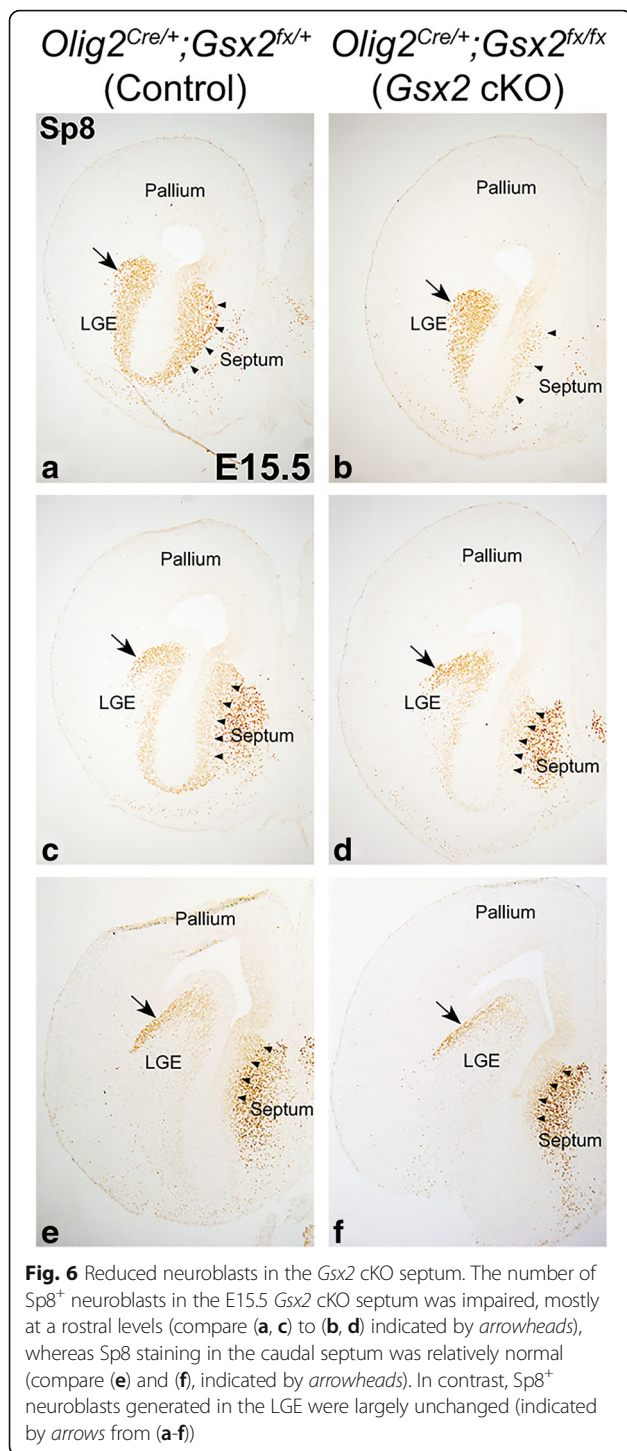 Olig2Cre/+;Gsx2fx/+ Olig2Cre/+;Gsx2fx/fx
(Control) (Gsx2 cKO)
Sp8
Pallium
LGE
Septum
a
E15.5
Pallium
LGE
Septum
b
Pallium
LGE
Septum
c
Pallium
LGE
Septum
d
Pallium
LGE
Septum
e
Pallium
LGE
Septum
f
Fig. 6 Reduced neuroblasts in the Gsx2 cKO septum. The number of
Sp8+ neuroblasts in the E15.5 Gsx2 cKO septum was impaired, mostly
at a rostral levels (compare (a, c) to (b, d) indicated by arrowheads),
whereas Sp8 staining in the caudal septum was relatively normal
(compare (e) and (f), indicated by arrowheads). In contrast, Sp8+
neuroblasts generated in the LGE were largely unchanged (indicated
by arrows from (a-f))